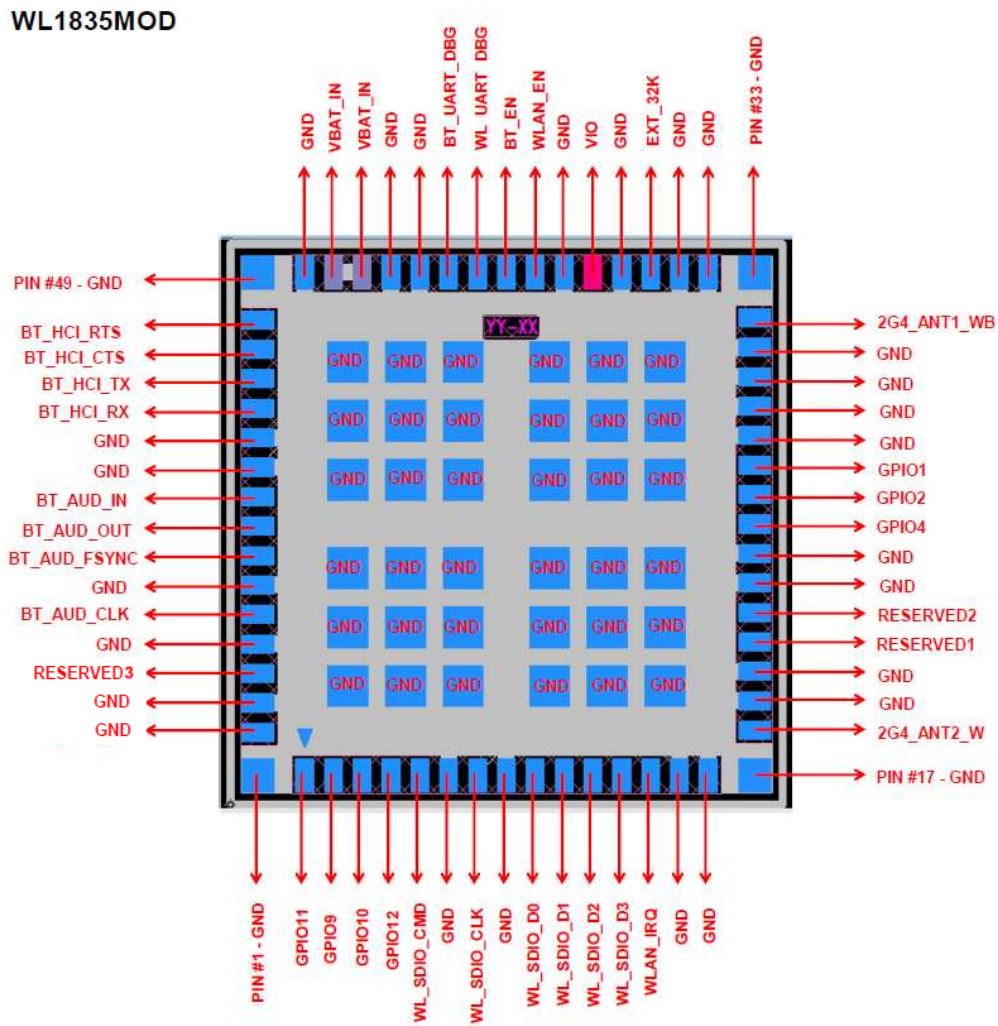 WL1835MOD
GND
VBAT_IN
VBAT_IN
GND
GND
BT_UART_DBG
WL_UART_DBG
BT_EN
WLAN_EN
GND
VIO
GND
EXT_32K
GND
GND
PIN #33 - GND
PIN #49 - GND
BT_HCI_RTS
BT_HCI_CTS
BT_HCI_TX
BT_HCI_RX
GND
GND
BT_AUD_IN
BT_AUD_OUT
BT_AUD_FSYNC
GND
BT_AUD_CLK
GND
RESERVED3
GND
GND
YY-XX
GND GND GND GND GND GND
GND GND GND GND GND GND
GND GND GND GND GND GND
GND GND GND GND GND GND
GND GND GND GND GND GND
GND GND GND GND GND GND
2G4_ANT1_WB
GND
GND
GND
GND
GPIO1
GPIO2
GPIO4
GND
GND
RESERVED2
RESERVED1
GND
GND
2G4_ANT2_W
PIN #17 - GND
PIN #1 - GND
GPIO11
GPIO9
GPIO10
GPIO12
WL_SDIO_CMD
GND
WL_SDIO_CLK
GND
WL_SDIO_D0
WL_SDIO_D1
WL_SDIO_D2
WL_SDIO_D3
WLAN_IRQ
GND
GND